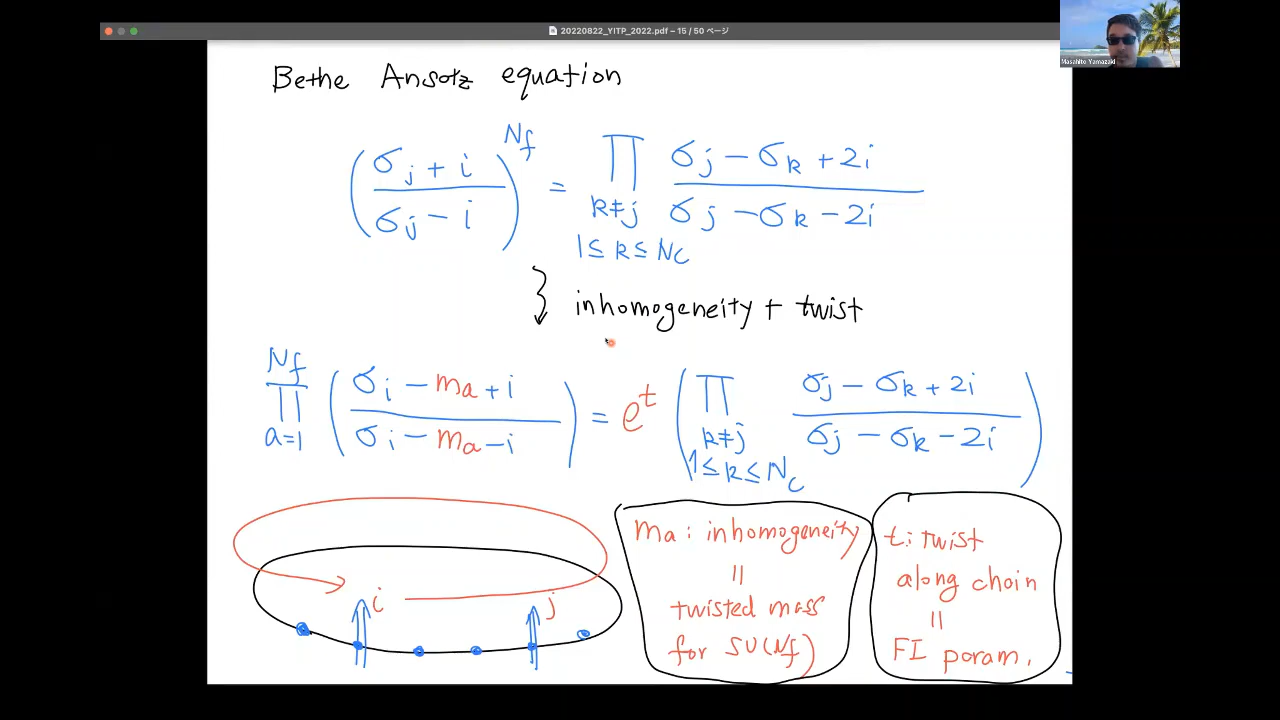 20220822_YITP_2022.pdf – 15 / 50 ページ
Masahito Yamazaki
Bethe Ansatz equation
((σj + i)/(σj − i))^Nf = ∏_{k≠j, 1≤k≤Nc} (σj − σk + 2i)/(σj − σk − 2i)
inhomogeneity + twist
∏_{a=1}^{Nf} ((σi − ma + i)/(σi − ma − i)) = e^t (∏_{k≠j, 1≤k≤Nc} (σj − σk + 2i)/(σj − σk − 2i))
i
j
ma : inhomogeneity
=
twisted mass
for SU(Nf)
t : twist
along chain
=
FI param.